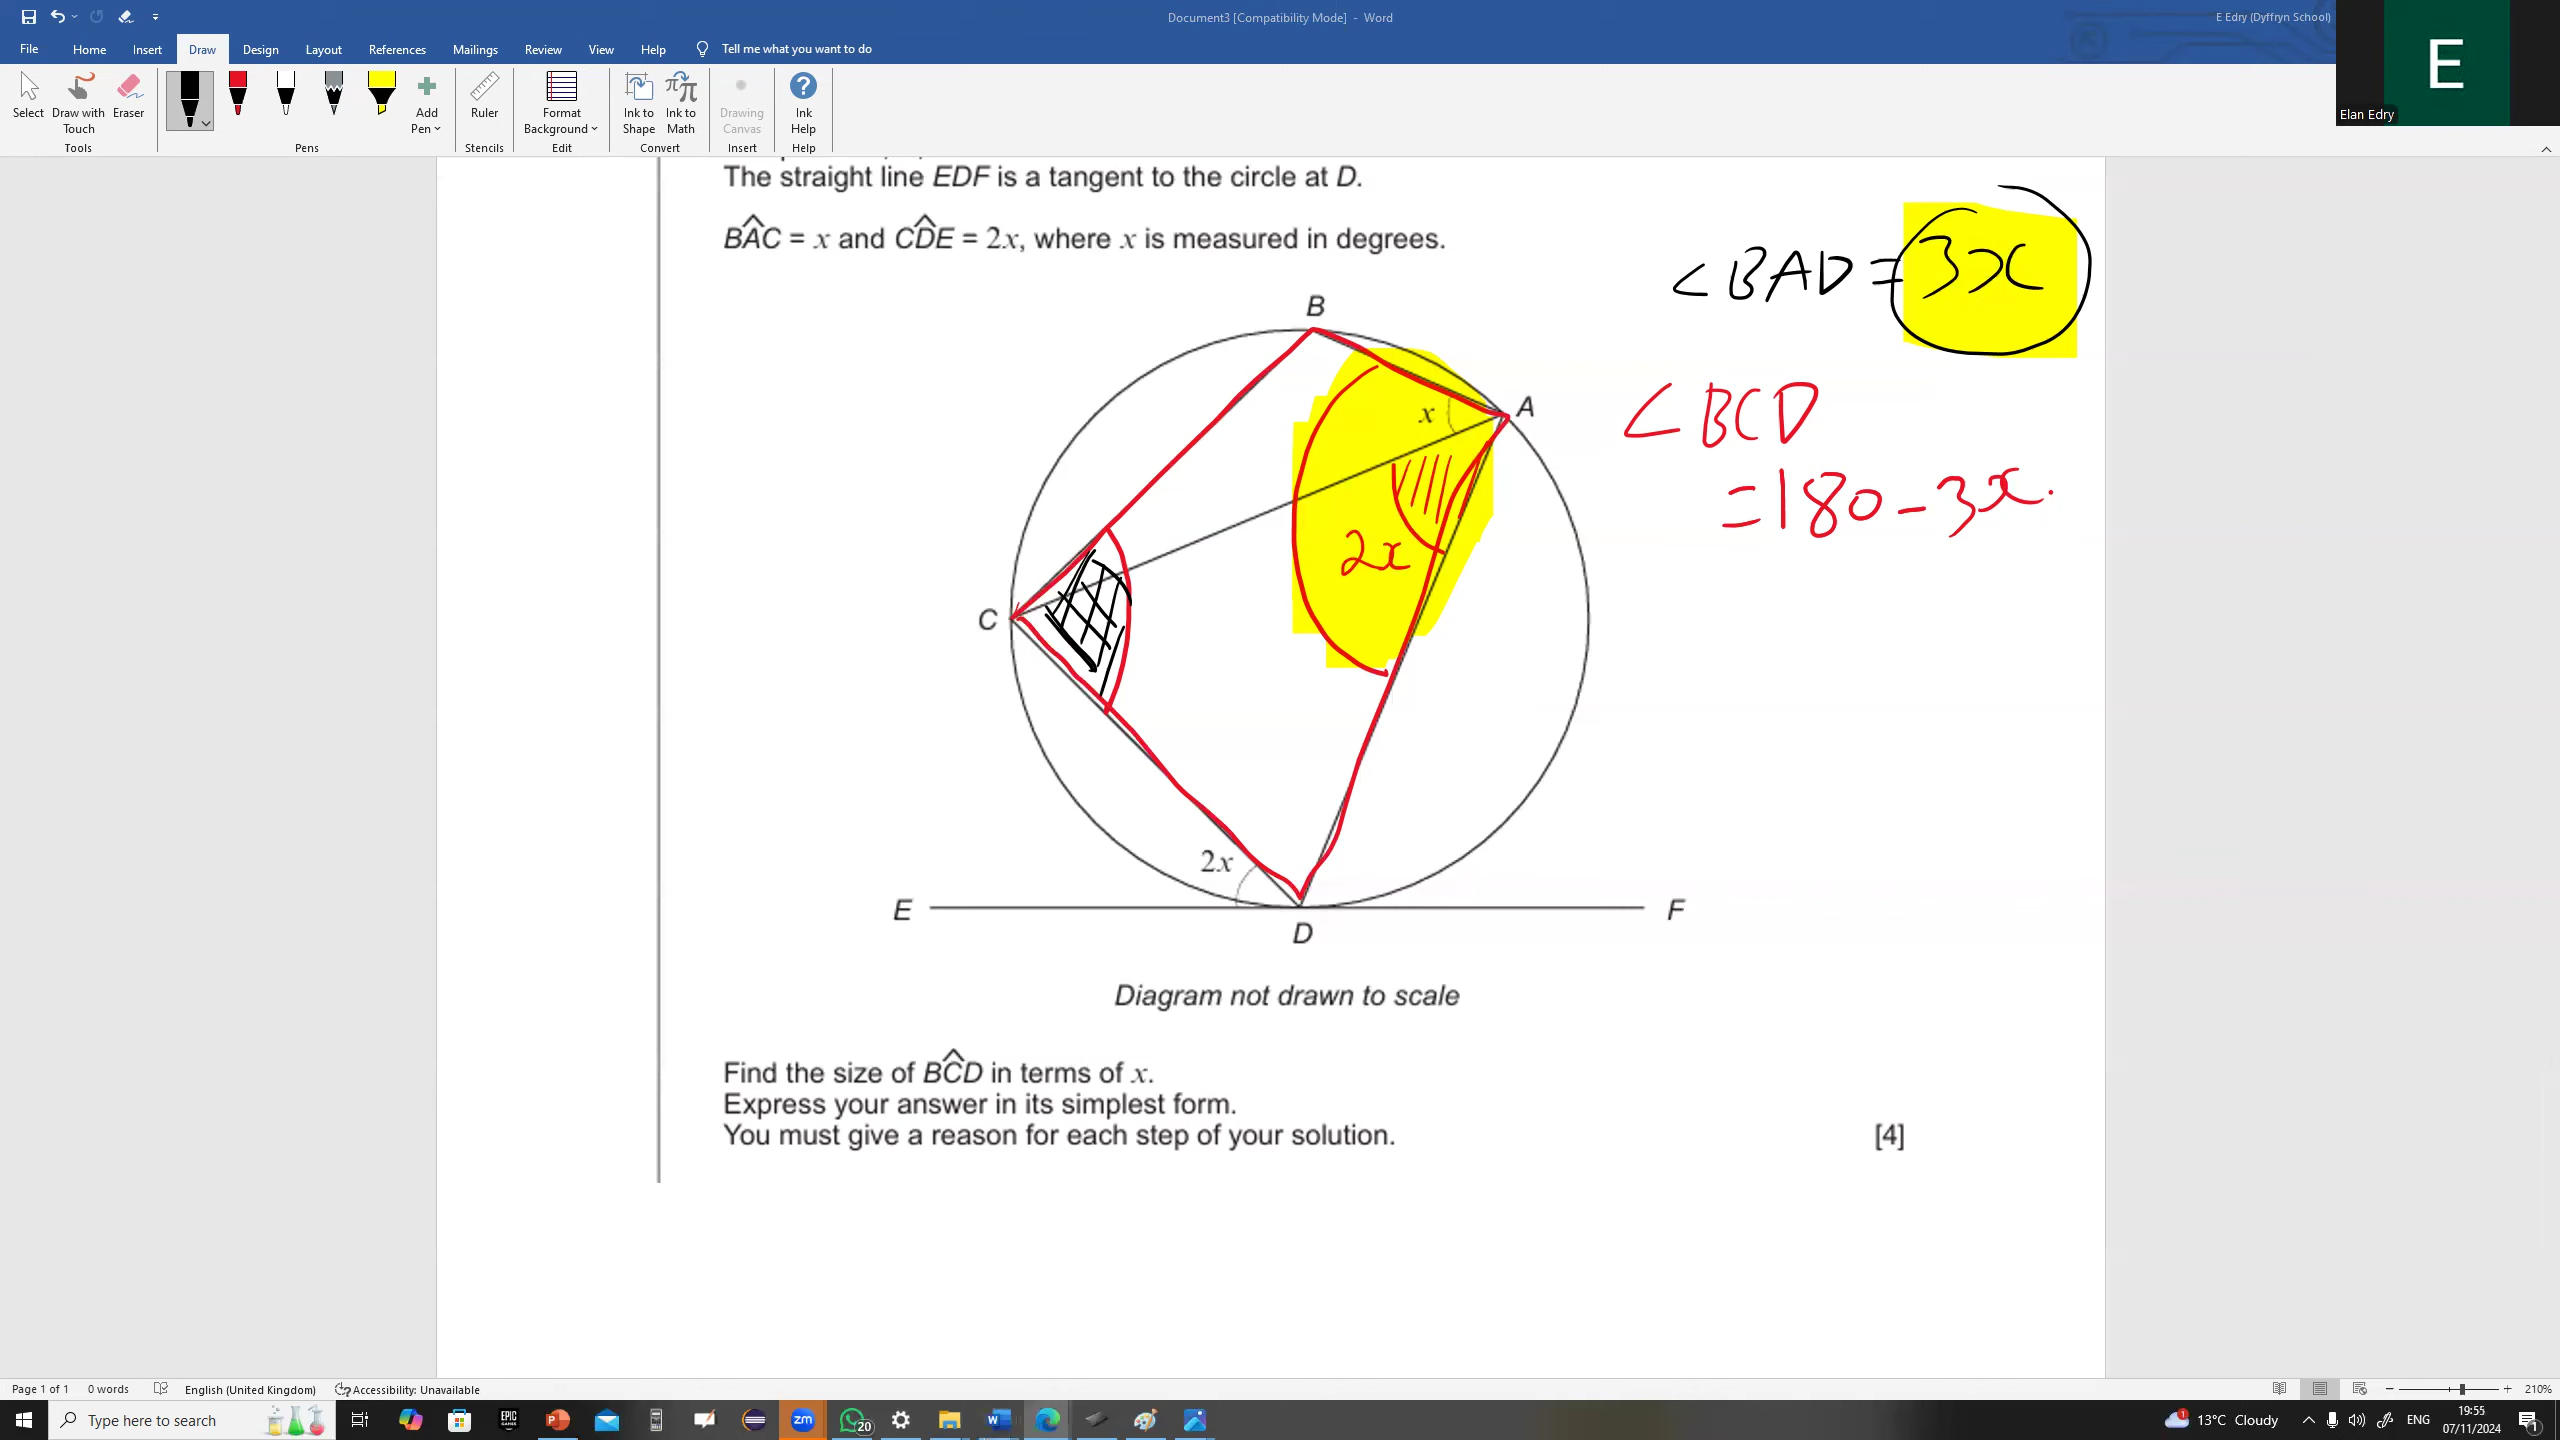 Document3 [Compatibility Mode] - Word
E Edry (Dyffryn School)
File Home Insert Draw Design Layout References Mailings Review View Help Tell me what you want to do
E
Elan Edry
Select
Draw with Touch
Eraser
Add Pen
Ruler
Format Background
Ink to Shape
Ink to Math
Drawing Canvas
Ink Help
Tools
Pens
Stencils
Edit
Convert
Insert
Help
The straight line EDF is a tangent to the circle at D.
BÂC = x and CD̂E = 2x, where x is measured in degrees.
∠BAD = 3x
B
A
x
∠BCD
= 180 - 3x.
2x
C
2x
E
F
D
Diagram not drawn to scale
Find the size of BĈD in terms of x.
Express your answer in its simplest form.
You must give a reason for each step of your solution.
[4]
Page 1 of 1 0 words English (United Kingdom) Accessibility: Unavailable
210%
Type here to search
EPIC GAMES
zm
20
1
13°C Cloudy
ENG
19:55
07/11/2024
1